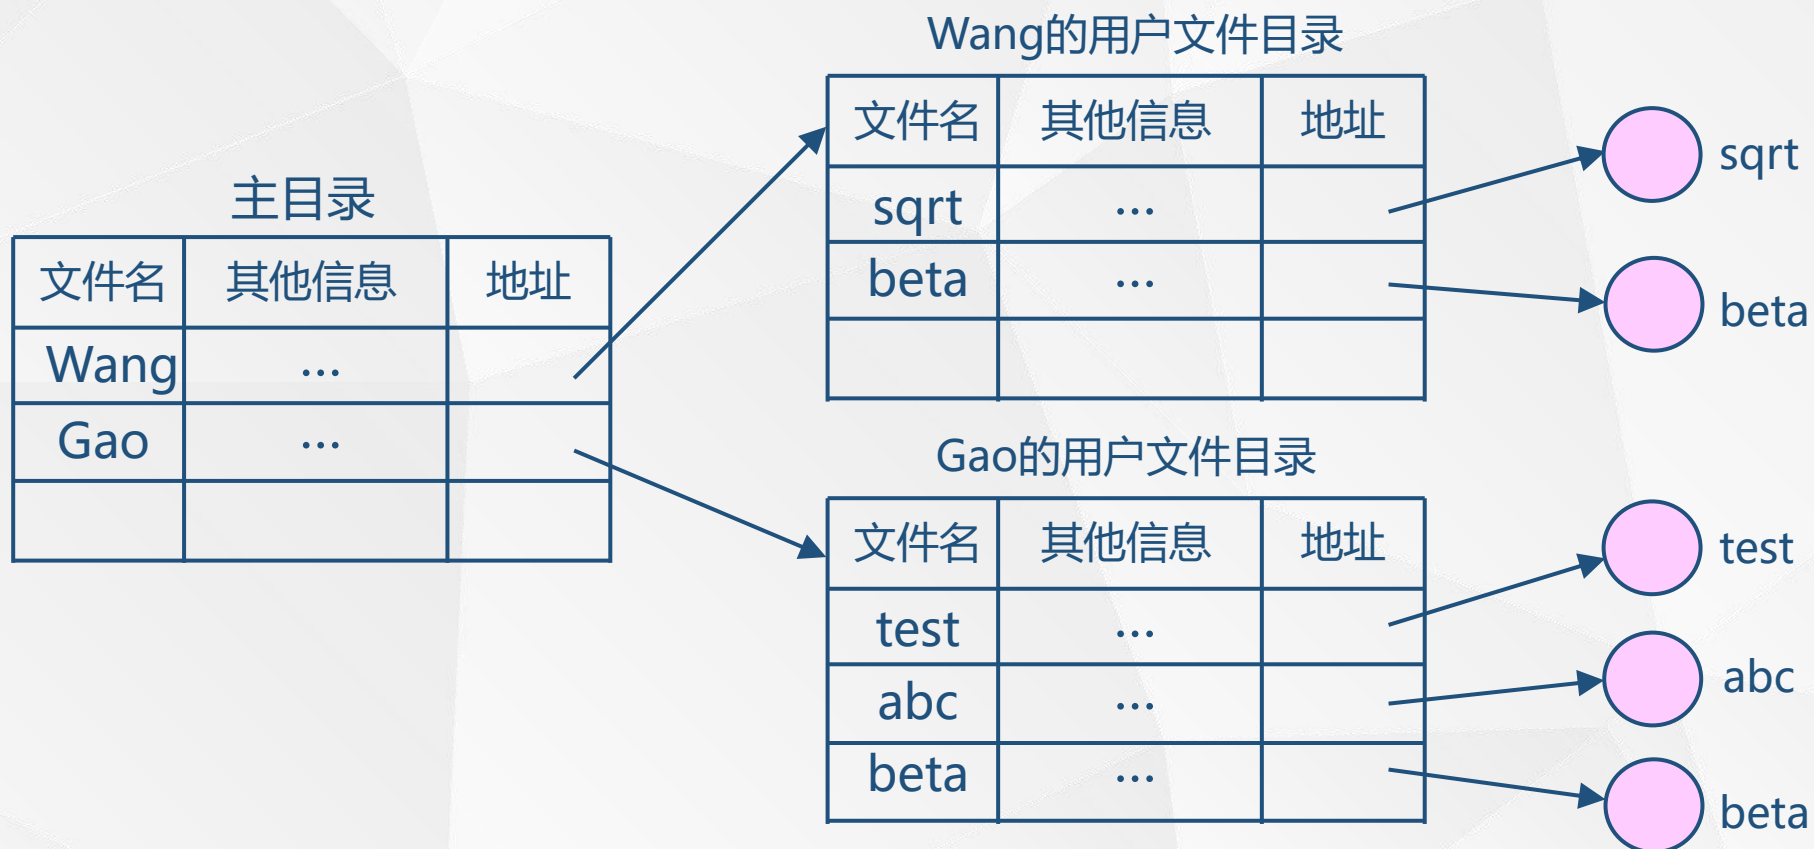 主目录
文件名 其他信息 地址
Wang …
Gao …
Wang的用户文件目录
文件名 其他信息 地址
sqrt …
beta …
sqrt
beta
Gao的用户文件目录
文件名 其他信息 地址
test …
abc …
beta …
test
abc
beta